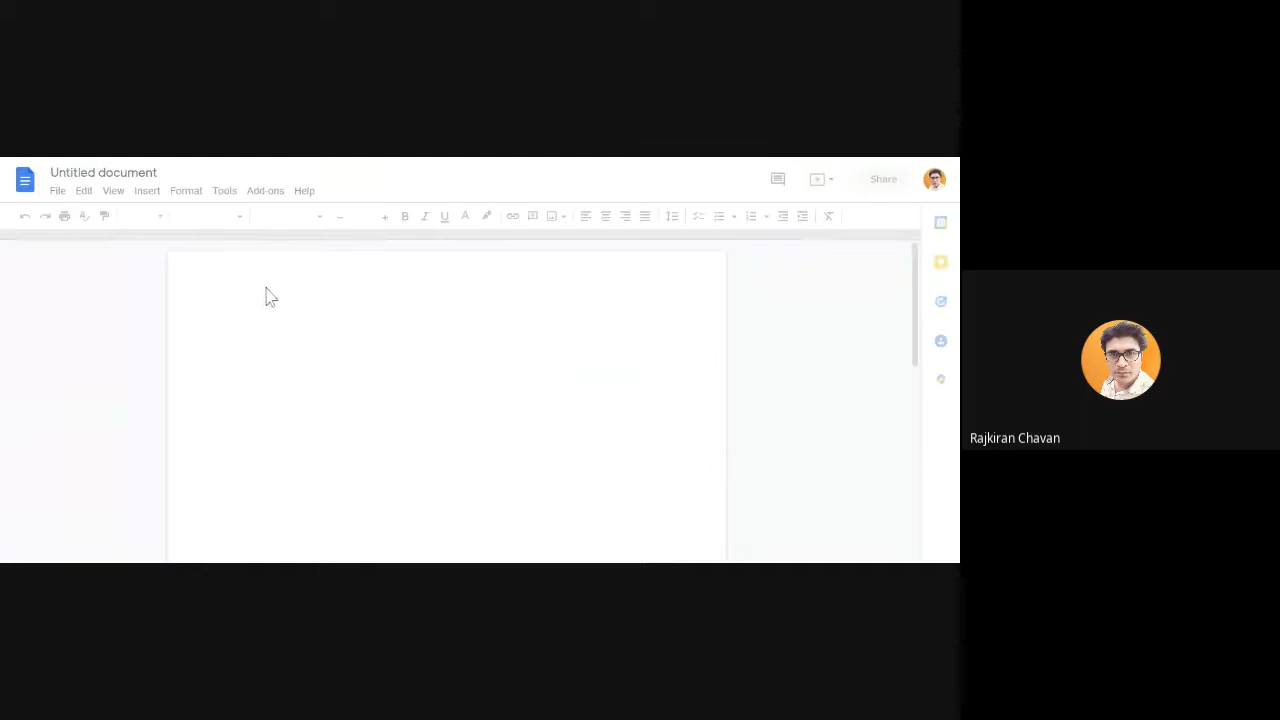 Untitled document
File Edit View Insert Format Tools Add-ons Help
Share
Rajkiran Chavan